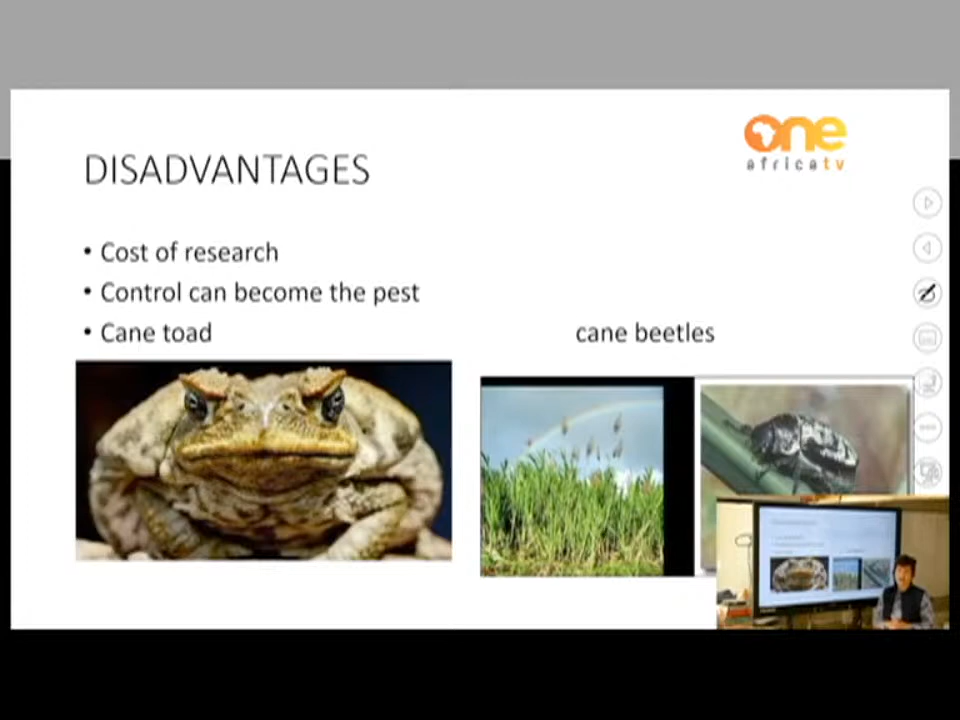 one
africatv
DISADVANTAGES
• Cost of research
• Control can become the pest
• Cane toad
cane beetles